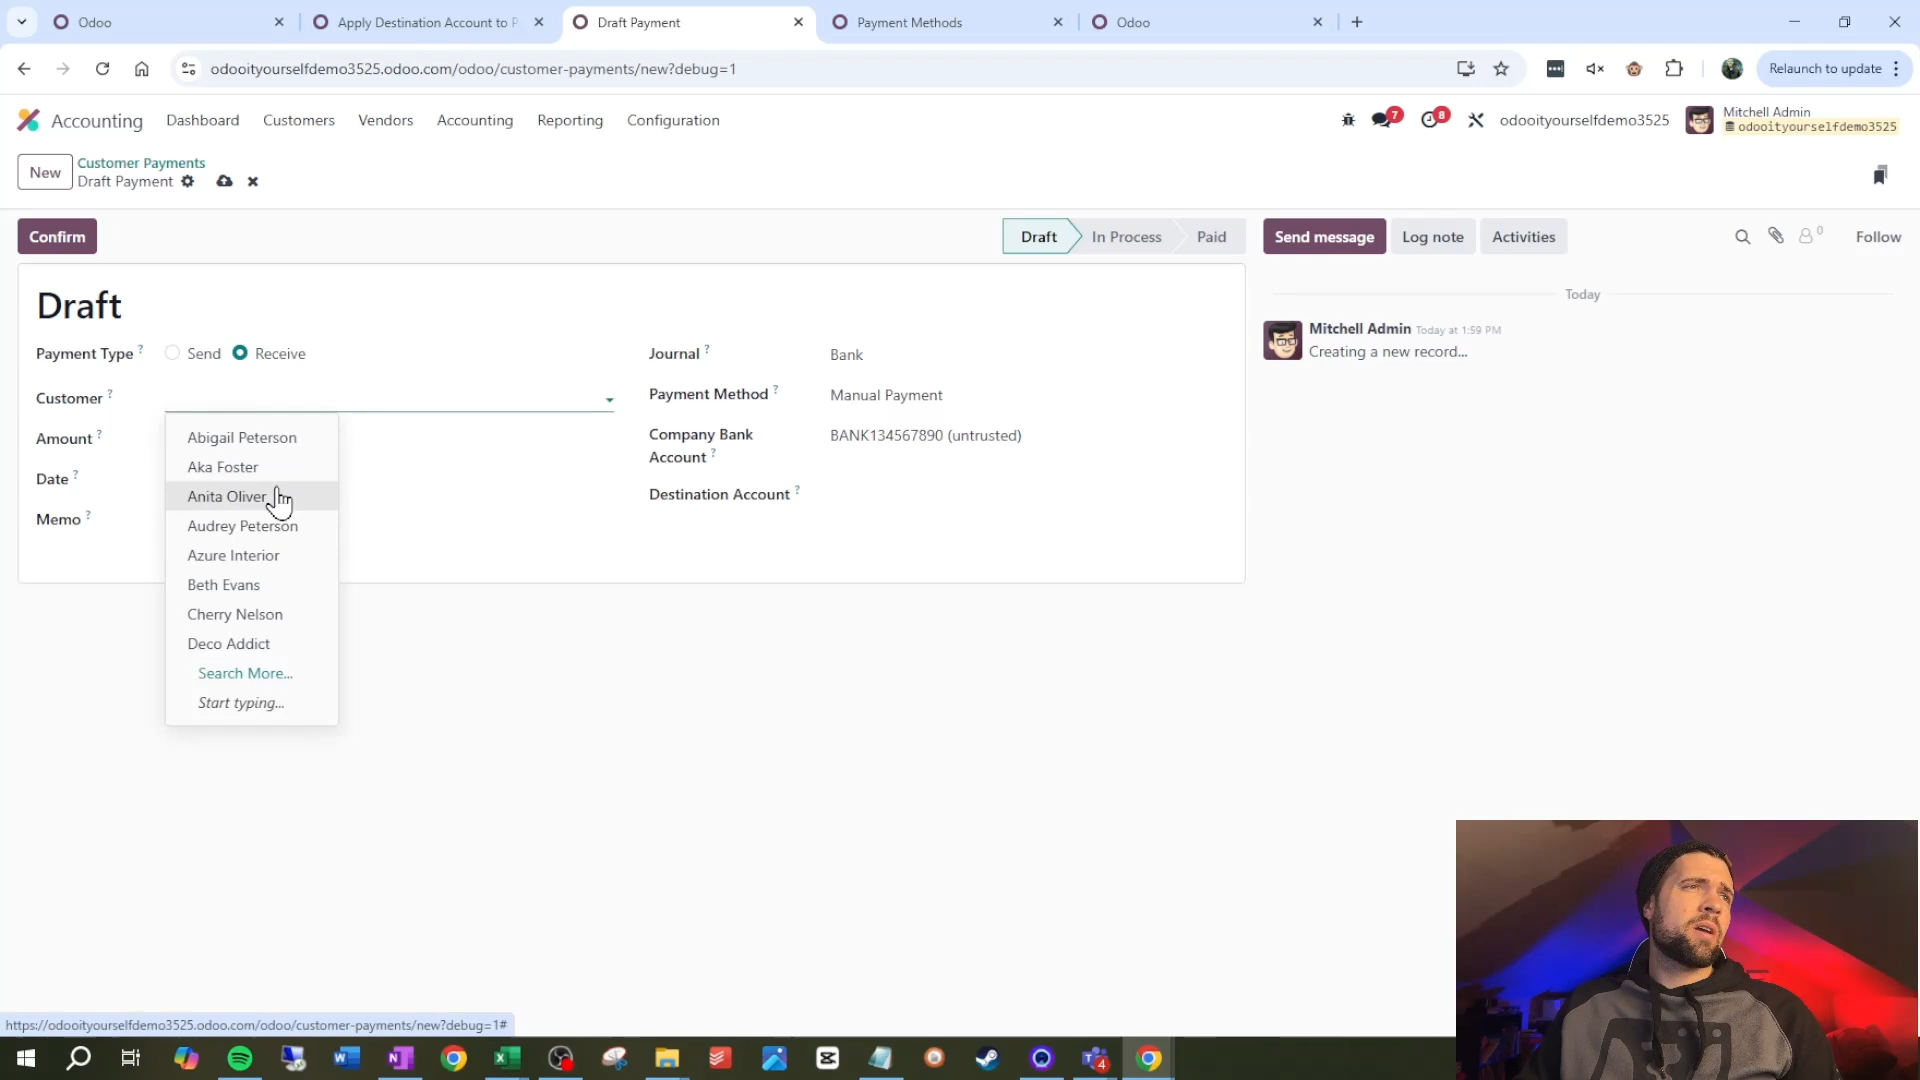 Odoo
Apply Destination Account to P
Draft Payment
Payment Methods
Odoo
odooityourselfdemo3525.odoo.com/odoo/customer-payments/new?debug=1
Relaunch to update
Accounting
Dashboard
Customers
Vendors
Accounting
Reporting
Configuration
7
8
odooityourselfdemo3525
Mitchell Admin
odooityourselfdemo3525
New
Customer Payments
Draft Payment
Confirm
Draft
In Process
Paid
Send message
Log note
Activities
0
Follow
Draft
Today
Mitchell Admin Today at 1:59 PM
Creating a new record...
Payment Type ?
Send
Receive
Customer ?
Amount ?
Date ?
Memo ?
Abigail Peterson
Aka Foster
Anita Oliver
Audrey Peterson
Azure Interior
Beth Evans
Cherry Nelson
Deco Addict
Search More...
Start typing...
Journal ?
Bank
Payment Method ?
Manual Payment
Company Bank
Account ?
BANK134567890 (untrusted)
Destination Account ?
https://odooityourselfdemo3525.odoo.com/odoo/customer-payments/new?debug=1#
4